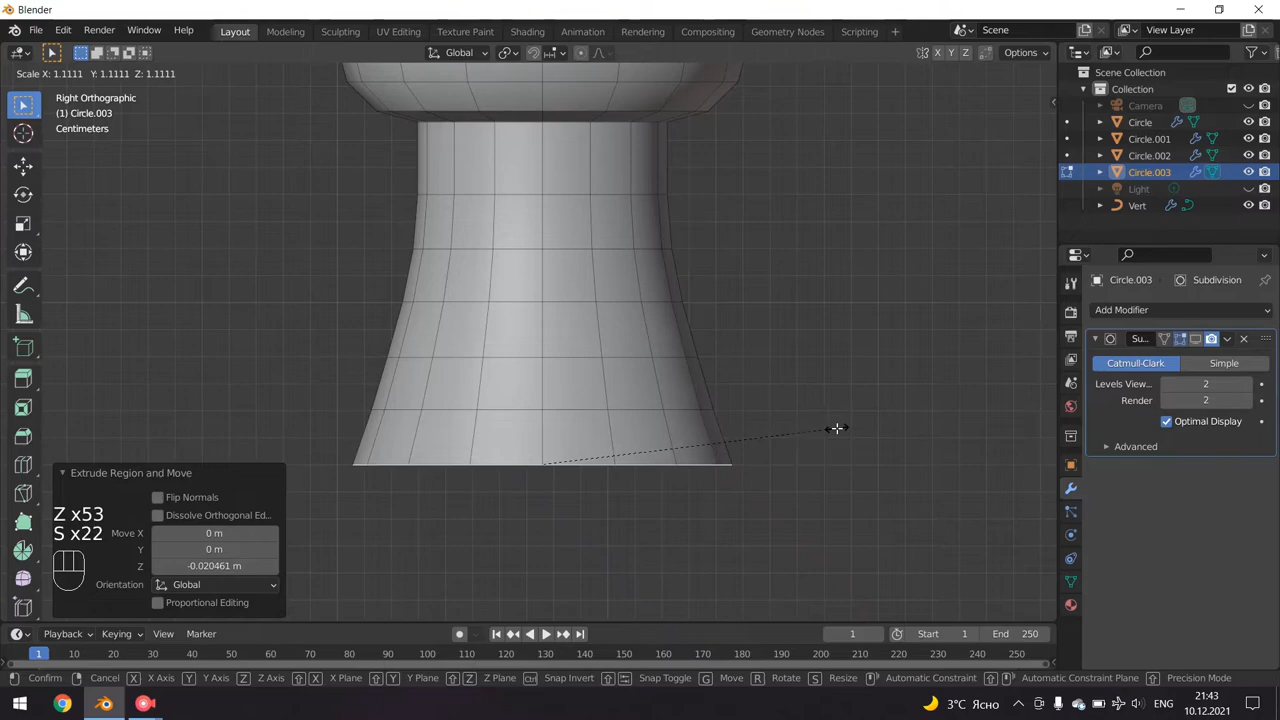 Blender
File Edit Render Window Help Layout Modeling Sculpting UV Editing Texture Paint Shading Animation Rendering Compositing Geometry Nodes Scripting + Scene View Layer
Global X Y Z Options
Scale X: 1.1111 Y: 1.1111 Z: 1.1111
Scene Collection
Right Orthographic
(1) Circle.003
Centimeters
Collection
Camera
Circle
Circle.001
Circle.002
Circle.003
Light
Vert
Circle.003 Subdivision
Add Modifier
Su...
Catmull-Clark Simple
Levels View... 2
Render 2
Optimal Display
Advanced
Extrude Region and Move
Flip Normals
Dissolve Orthogonal Ed...
Z x53
S x22
Move X 0 m
Y 0 m
Z -0.020461 m
Orientation Global
Proportional Editing
Playback Keying View Marker 1 Start 1 End 250
1 10 20 30 40 50 60 70 80 90 100 110 120 130 140 150 160 170 180 190 200 210 220 230 240 250
Confirm Cancel X X Axis Y Y Axis Z Z Axis X X Plane Y Y Plane Z Z Plane Snap Invert Snap Toggle G Move R Rotate S Resize Automatic Constraint Automatic Constraint Plane Precision Mode
3°C Ясно ENG 21:43
10.12.2021